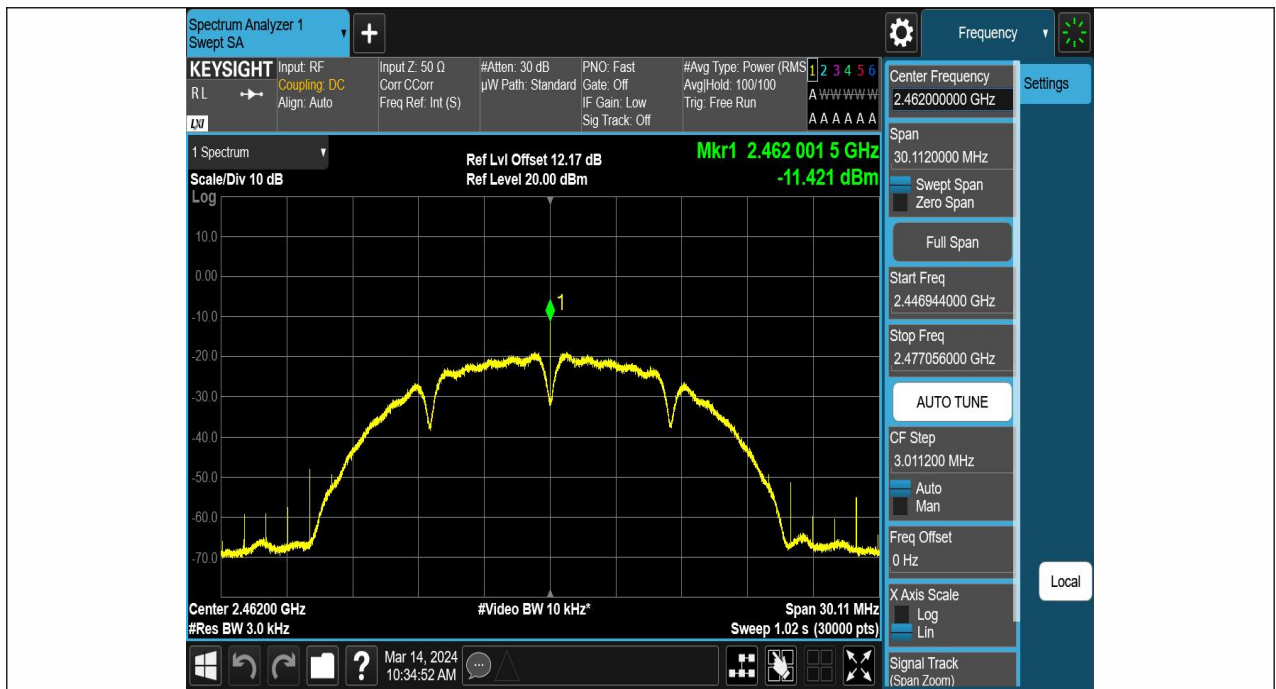 Spectrum Analyzer 1
Swept SA
+
Frequency
KEYSIGHT
RL
LXI
Input: RF
Coupling: DC
Align: Auto
Input Z: 50 Ω
Corr CCorr
Freq Ref: Int (S)
#Atten: 30 dB
µW Path: Standard
PNO: Fast
Gate: Off
IF Gain: Low
Sig Track: Off
#Avg Type: Power (RMS
Avg|Hold: 100/100
Trig: Free Run
1 2 3 4 5 6
A W W W W W
A A A A A A
1 Spectrum
Scale/Div 10 dB
Log
Ref Lvl Offset 12.17 dB
Ref Level 20.00 dBm
Mkr1 2.462 001 5 GHz
-11.421 dBm
10.0
0.00
-10.0
-20.0
-30.0
-40.0
-50.0
-60.0
-70.0
1
Center 2.46200 GHz
#Res BW 3.0 kHz
#Video BW 10 kHz*
Span 30.11 MHz
Sweep 1.02 s (30000 pts)
Center Frequency
2.462000000 GHz
Span
30.1120000 MHz
Swept Span
Zero Span
Full Span
Start Freq
2.446944000 GHz
Stop Freq
2.477056000 GHz
AUTO TUNE
CF Step
3.011200 MHz
Auto
Man
Freq Offset
0 Hz
X Axis Scale
Log
Lin
Signal Track
(Span Zoom)
Settings
Local
?
Mar 14, 2024
10:34:52 AM